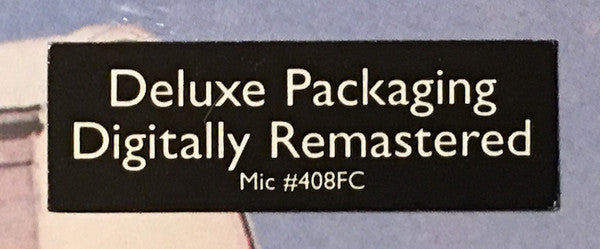 Deluxe Packaging
Digitally Remastered
Mic #408FC